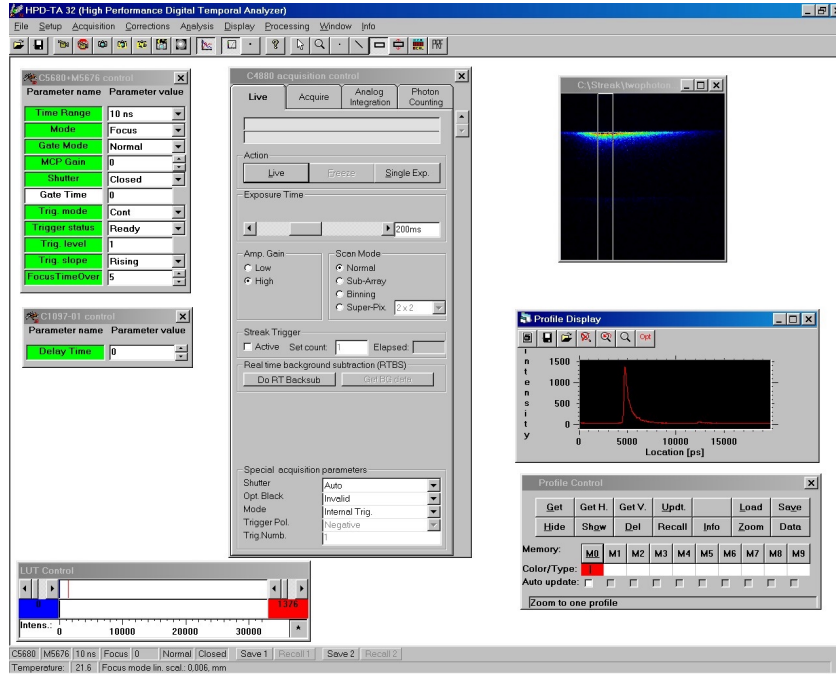 HPD-TA 32 (High Performance Digital Temporal Analyzer)
File Setup Acquisition Corrections Analysis Display Processing Window Info
C5680+M5676 control
Parameter name Parameter value
Time Range 10 ns
Mode Focus
Gate Mode Normal
MCP Gain 0
Shutter Closed
Gate Time 0
Trig. mode Cont
Trigger status Ready
Trig. level 1
Trig. slope Rising
FocusTimeOver 5
C1097-01 control
Parameter name Parameter value
Delay Time 0
C4880 acquisition control
Live Acquire Analog Integration Photon Counting
Action
Live Freeze Single Exp.
Exposure Time
200ms
Amp. Gain
Low
High
Scan Mode
Normal
Sub-Array
Binning
Super-Pix. 2 x 2
Streak Trigger
Active Set count: 1 Elapsed:
Real time background subtraction (RTBS)
Do RT Backsub Get BG data
Special acquisition parameters
Shutter Auto
Opt. Black Invalid
Mode Internal Trig.
Trigger Pol. Negative
Trig.Numb. 1
C:\Streak\twophoton
Profile Display
Opt
Intensity
1500
1000
500
0
0 5000 10000 15000
Location [ps]
Profile Control
Get Get H. Get V. Updt. Load Save
Hide Show Del Recall Info Zoom Data
Memory: M0 M1 M2 M3 M4 M5 M6 M7 M8 M9
Color/Type:
Auto update:
Zoom to one profile
LUT Control
0 1376
Intens.: 0 10000 20000 30000
C5680 M5676 10 ns Focus 0 Normal Closed Save 1 Recall 1 Save 2 Recall 2
Temperature: 21.6 Focus mode lin. scal.: 0,006, mm